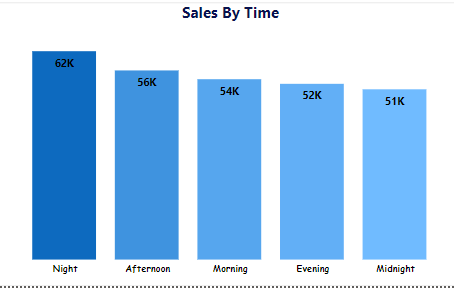 Sales By Time
62K
56K
54K
52K
51K
Night Afternoon Morning Evening Midnight